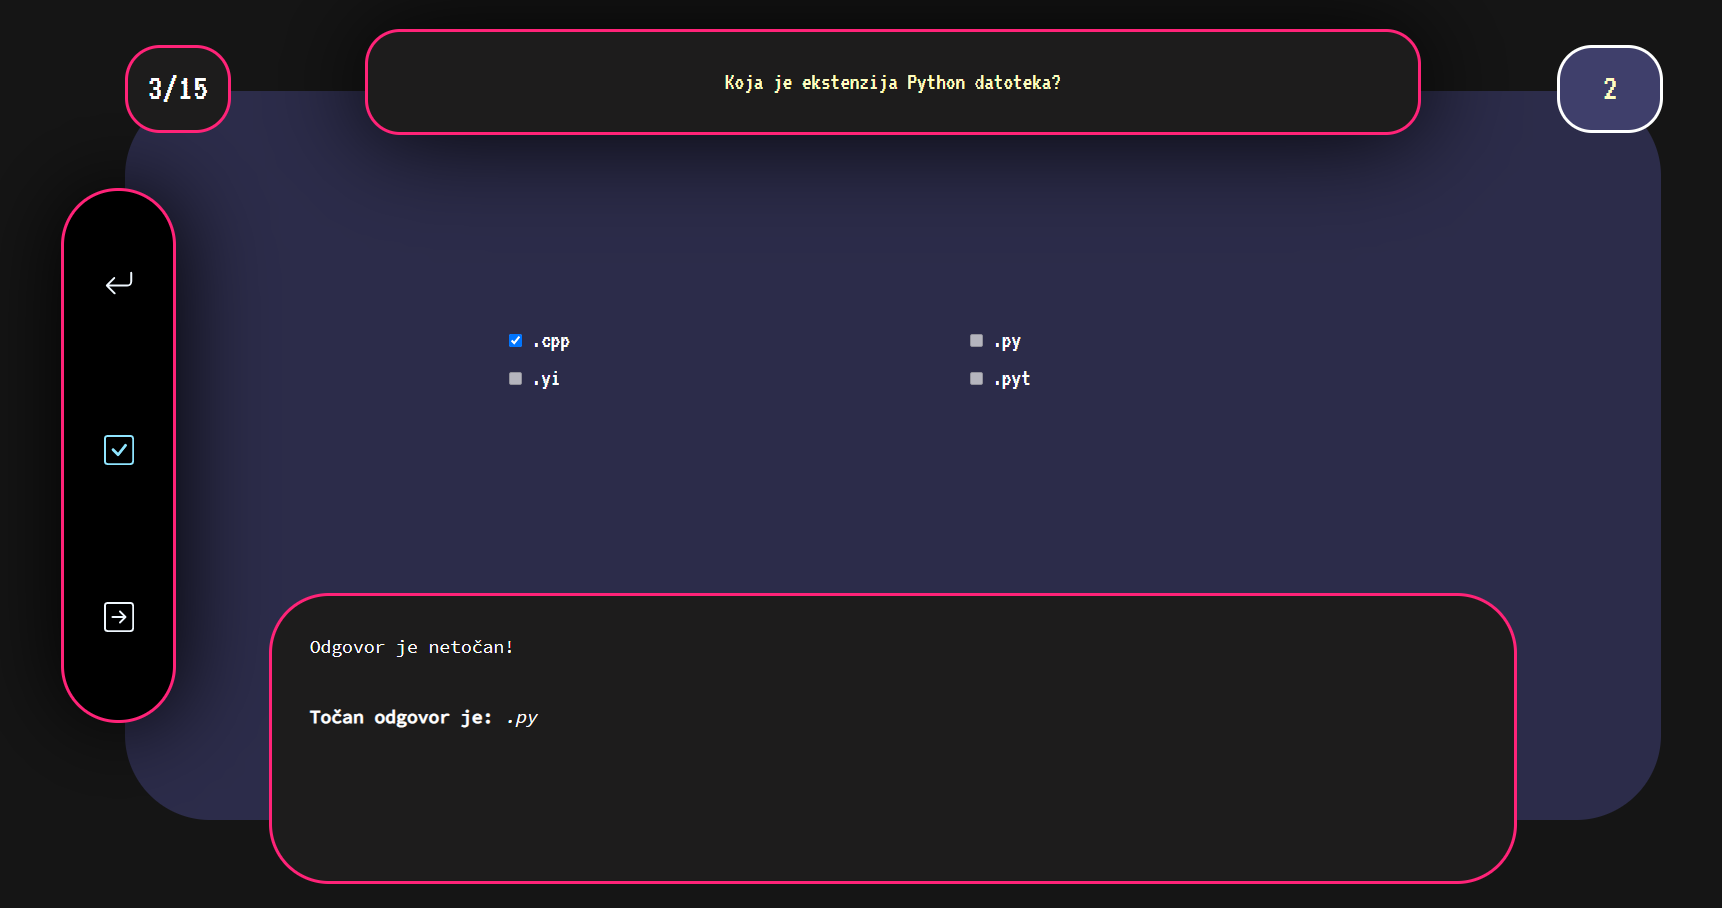 3/15
Koja je ekstenzija Python datoteka?
2
.cpp
.py
.yi
.pyt
Odgovor je netočan!
Točan odgovor je: .py